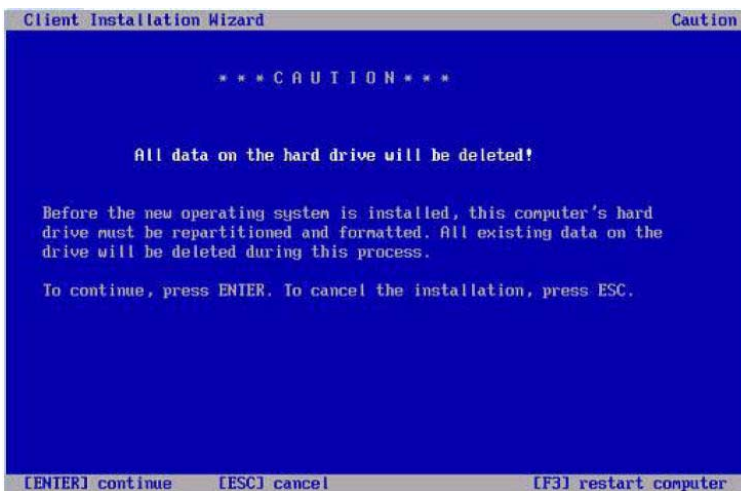 Client Installation Wizard Caution
* * * C A U T I O N * * *
All data on the hard drive will be deleted!
Before the new operating system is installed, this computer's hard
drive must be repartitioned and formatted. All existing data on the
drive will be deleted during this process.
To continue, press ENTER. To cancel the installation, press ESC.
[ENTER] continue [ESC] cancel [F3] restart computer